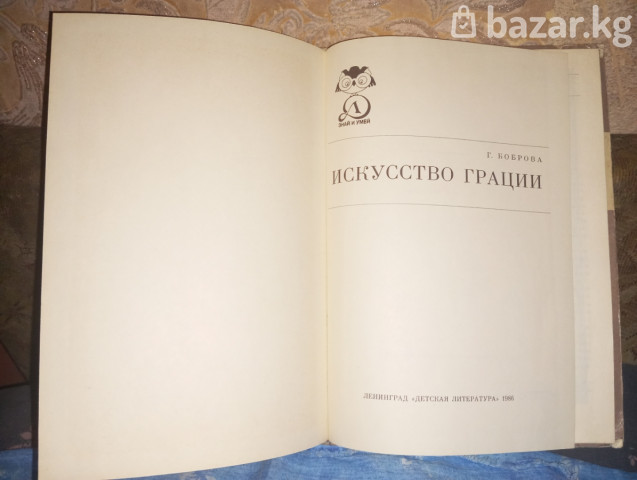 bazar.kg
Д
ЗНАЙ И УМЕЙ
Г. БОБРОВА
ИСКУССТВО ГРАЦИИ
ЛЕНИНГРАД «ДЕТСКАЯ ЛИТЕРАТУРА» 1986